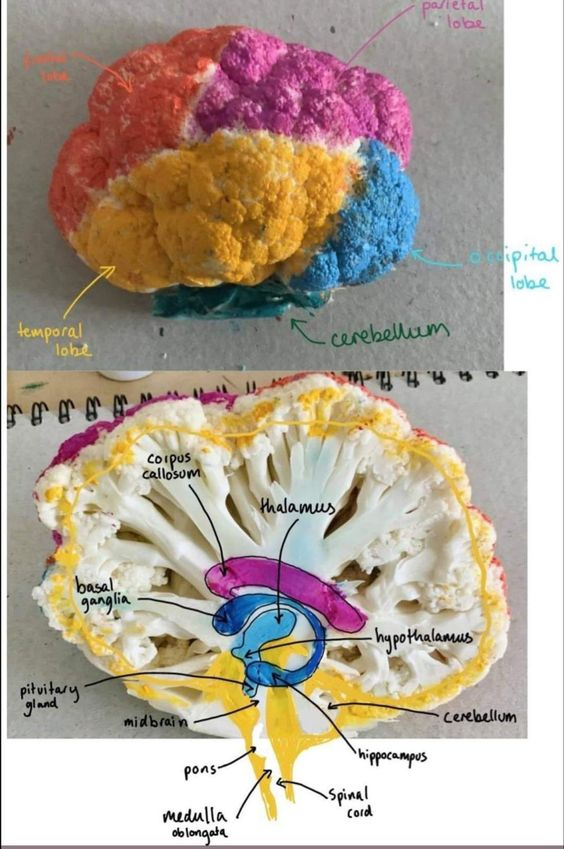 parietal
lobe
frontal
lobe
occipital
lobe
temporal
lobe
cerebellum
corpus
callosum
thalamus
basal
ganglia
hypothalamus
pituitary
gland
midbrain
cerebellum
hippocampus
pons
spinal
cord
medulla
oblongata